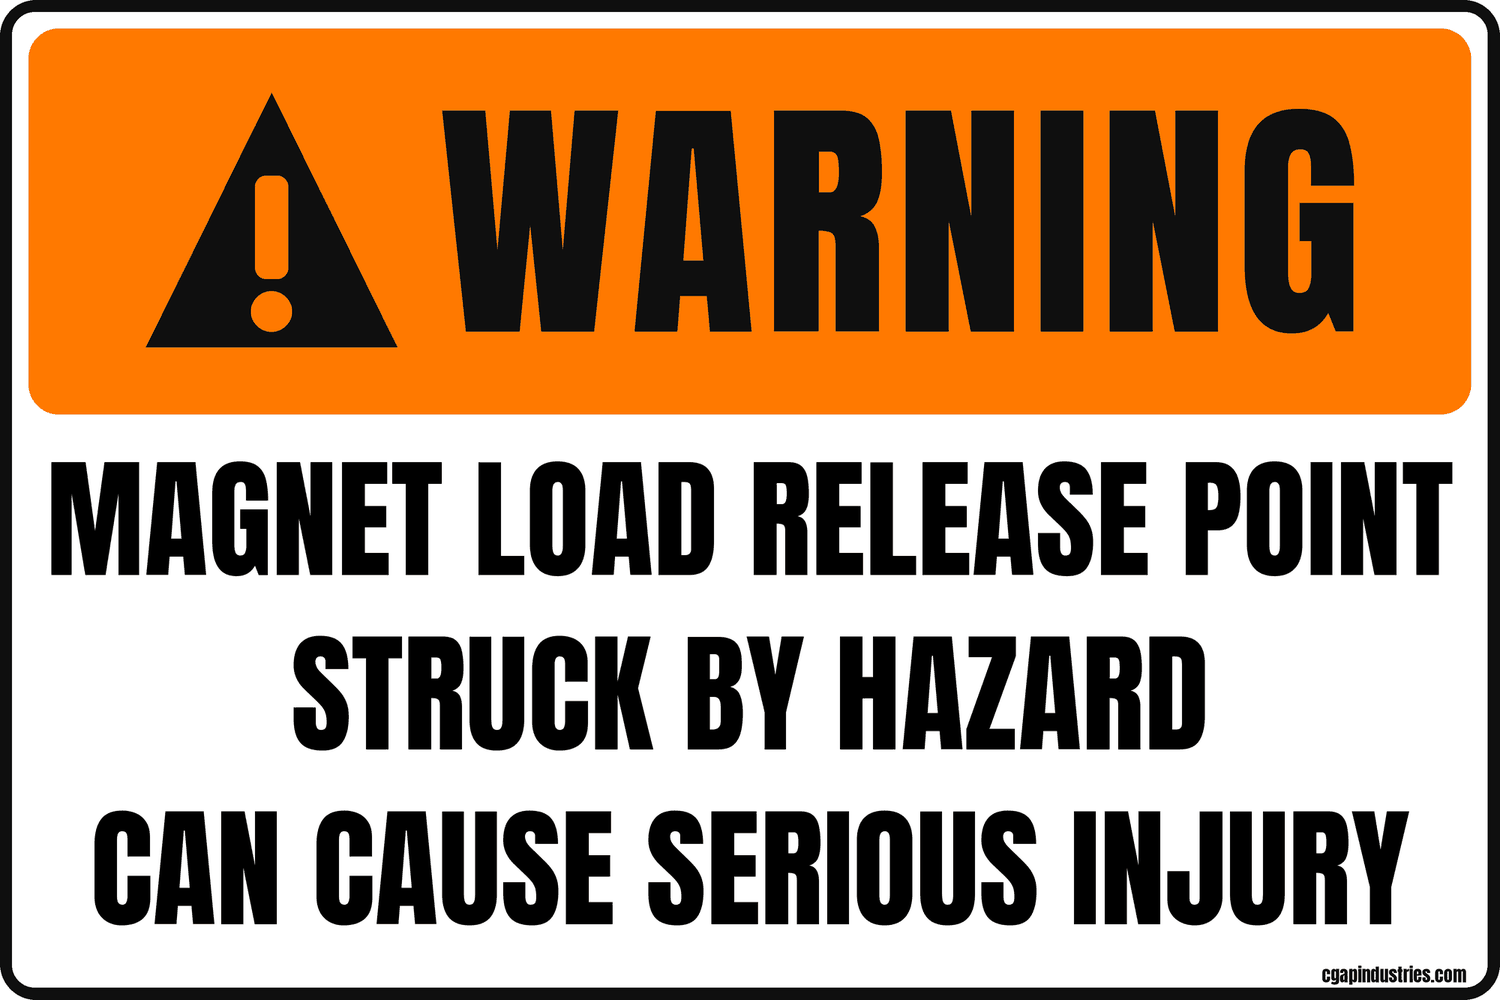 WARNING
MAGNET LOAD RELEASE POINT
STRUCK BY HAZARD
CAN CAUSE SERIOUS INJURY
cgapindustries.com